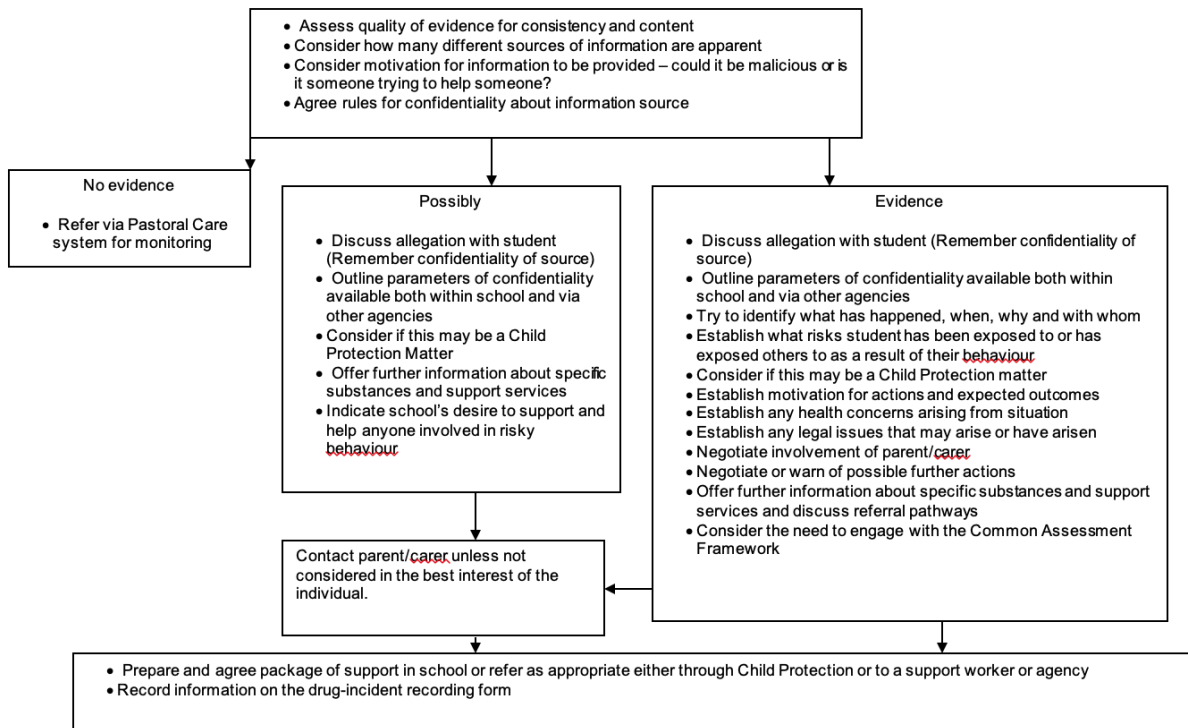 • Assess quality of evidence for consistency and content
• Consider how many different sources of information are apparent
• Consider motivation for information to be provided – could it be malicious or is
it someone trying to help someone?
• Agree rules for confidentiality about information source
No evidence
• Refer via Pastoral Care
system for monitoring
Possibly
• Discuss allegation with student
(Remember confidentiality of
source)
• Outline parameters of confidentiality
available both within school and via
other agencies
• Consider if this may be a Child
Protection Matter
• Offer further information about specific
substances and support services
• Indicate school's desire to support and
help anyone involved in risky
behaviour
Evidence
• Discuss allegation with student (Remember confidentiality of
source)
• Outline parameters of confidentiality available both within
school and via other agencies
• Try to identify what has happened, when, why and with whom
• Establish what risks student has been exposed to or has
exposed others to as a result of their behaviour
• Consider if this may be a Child Protection matter
• Establish motivation for actions and expected outcomes
• Establish any health concerns arising from situation
• Establish any legal issues that may arise or have arisen
• Negotiate involvement of parent/carer
• Negotiate or warn of possible further actions
• Offer further information about specific substances and support
services and discuss referral pathways
• Consider the need to engage with the Common Assessment
Framework
Contact parent/carer unless not
considered in the best interest of the
individual.
• Prepare and agree package of support in school or refer as appropriate either through Child Protection or to a support worker or agency
• Record information on the drug-incident recording form